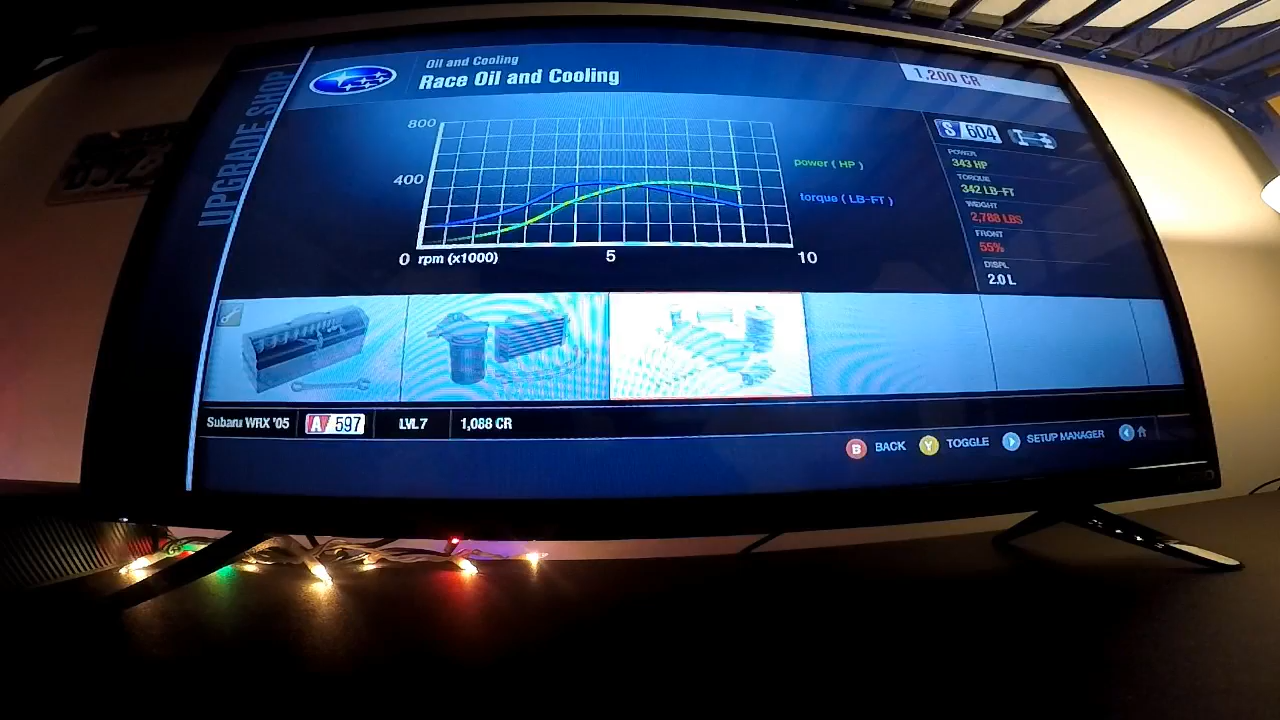 UPGRADE SHOP
Oil and Cooling
Race Oil and Cooling
1,200 CR
800
400
0
rpm (x1000)
5
10
power ( HP )
torque ( LB-FT )
S 604
POWER
343 HP
TORQUE
342 LB-FT
WEIGHT
2,788 LBS
FRONT
55%
DISPL
2.0 L
Subaru WRX '05
A 597
LVL 7
1,088 CR
B BACK
Y TOGGLE
SETUP MANAGER